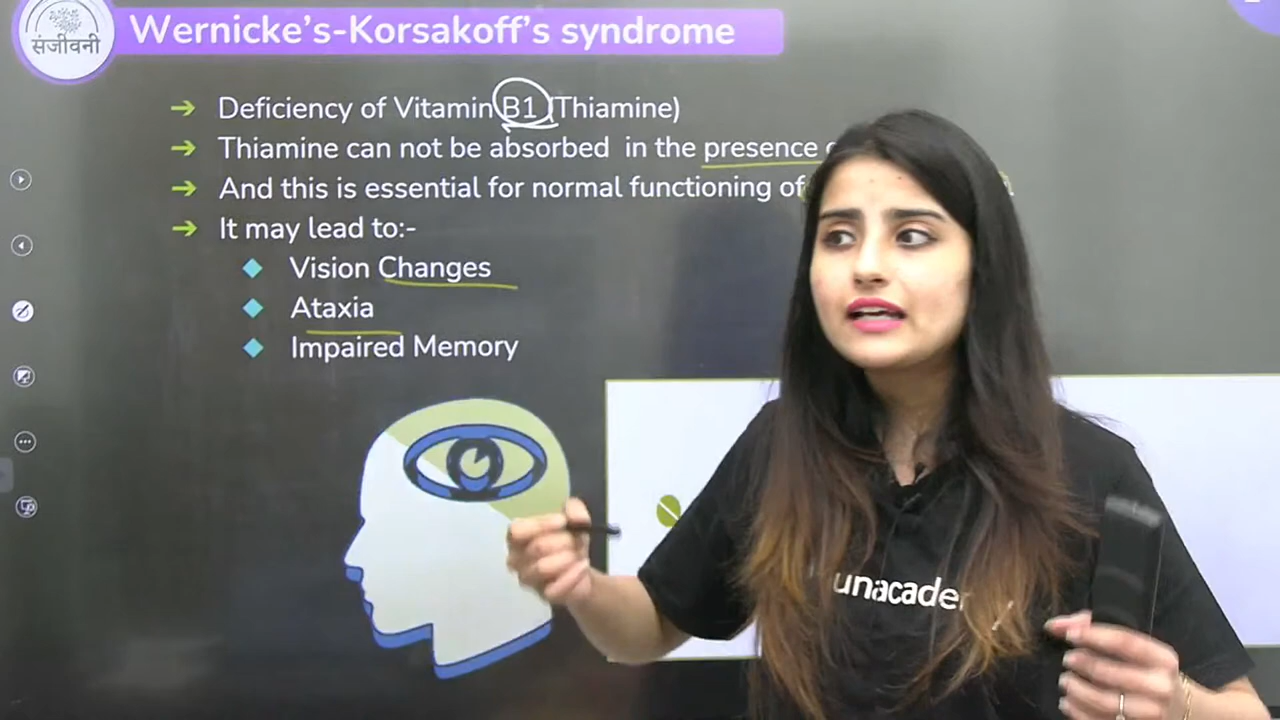 संजीवनी
Wernicke’s-Korsakoff’s syndrome
Deficiency of Vitamin B1 (Thiamine)
Thiamine can not be absorbed in the presence
And this is essential for normal functioning of
It may lead to:-
Vision Changes
Ataxia
Impaired Memory
unacade